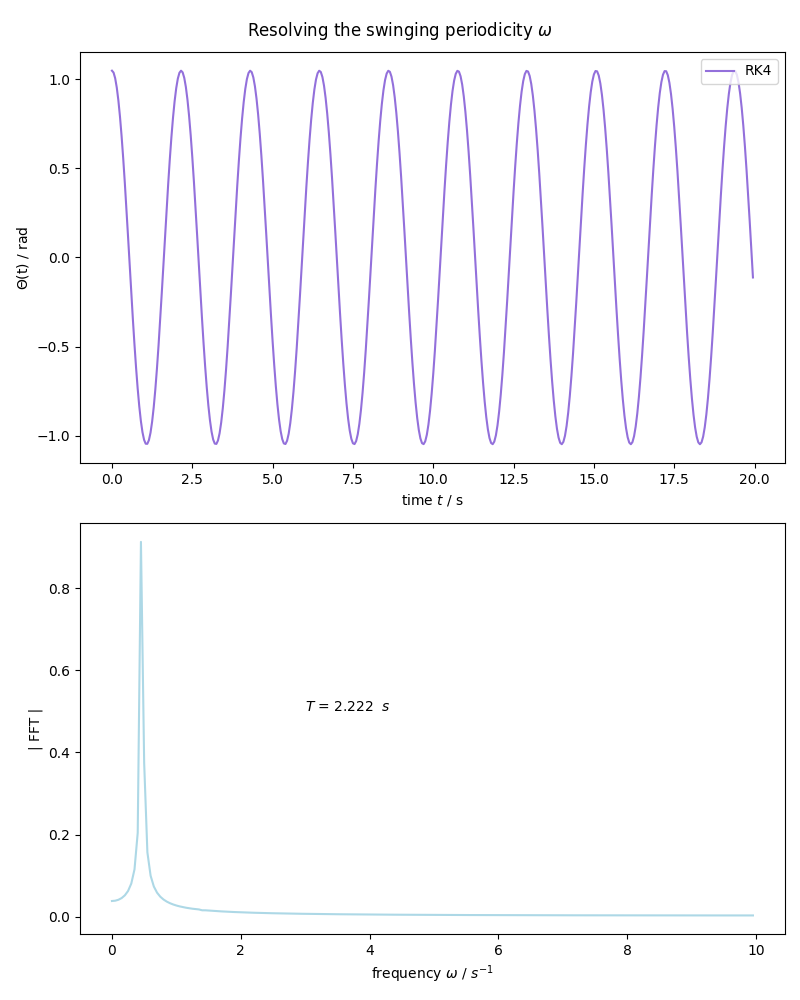 Resolving the swinging periodicity ω
RK4
1.0
0.5
0.0
−0.5
−1.0
Θ(t) / rad
0.0 2.5 5.0 7.5 10.0 12.5 15.0 17.5 20.0
time t / s
0.8
0.6
0.4
0.2
0.0
| FFT |
T = 2.222 s
0 2 4 6 8 10
frequency ω / s⁻¹